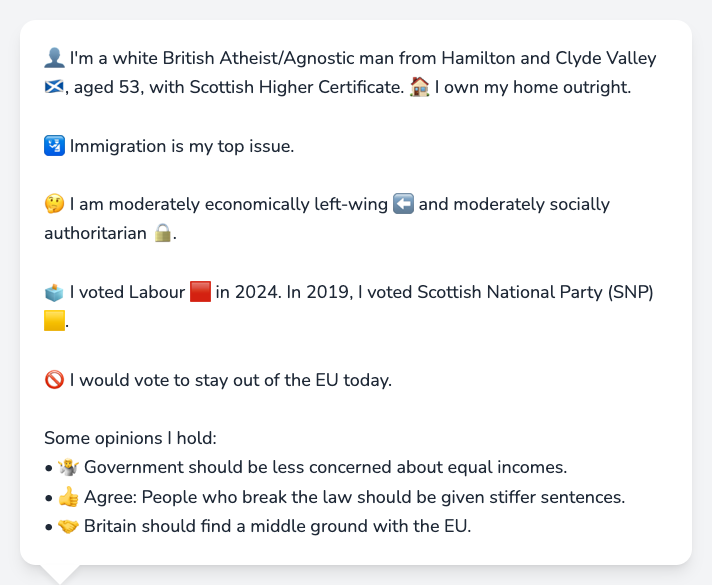 👤 I'm a white British Atheist/Agnostic man from Hamilton and Clyde Valley
🏴󠁧󠁢󠁳󠁣󠁴󠁿, aged 53, with Scottish Higher Certificate. 🏠 I own my home outright.
🛂 Immigration is my top issue.
🤔 I am moderately economically left-wing ⬅️ and moderately socially
authoritarian 🔒.
🗳️ I voted Labour 🟥 in 2024. In 2019, I voted Scottish National Party (SNP)
🟨.
🚫 I would vote to stay out of the EU today.
Some opinions I hold:
• 🤷 Government should be less concerned about equal incomes.
• 👍 Agree: People who break the law should be given stiffer sentences.
• 🤝 Britain should find a middle ground with the EU.